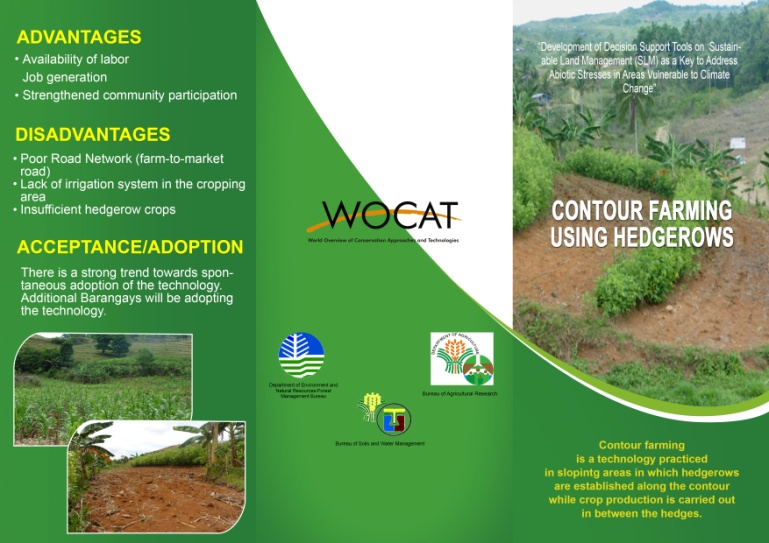 ADVANTAGES
• Availability of labor
Job generation
• Strengthened community participation
DISADVANTAGES
• Poor Road Network (farm-to-market
road)
• Lack of irrigation system in the cropping
area
• Insufficient hedgerow crops
ACCEPTANCE/ADOPTION
There is a strong trend towards spon-
taneous adoption of the technology.
Additional Barangays will be adopting
the technology.
WOCAT
World Overview of Conservation Approaches and Technologies
Department of Environment and
Natural Resources-Forest
Management Bureau
DEPARTMENT OF AGRICULTURE
Bureau of Agricultural Research
Bureau of Soils and Water Management
"Development of Decision Support Tools on Sustain-
able Land Management (SLM) as a Key to Address
Abiotic Stresses in Areas Vulnerable to Climate
Change"
CONTOUR FARMING
USING HEDGEROWS
Contour farming
is a technology practiced
in slopintg areas in which hedgerows
are established along the contour
while crop production is carried out
in between the hedges.